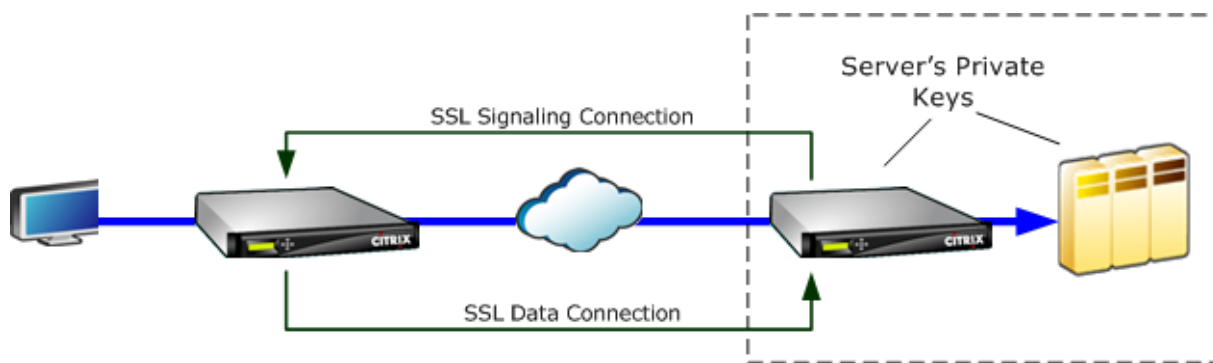 Server's Private
Keys
SSL Signaling Connection
CITRIX
CITRIX
SSL Data Connection